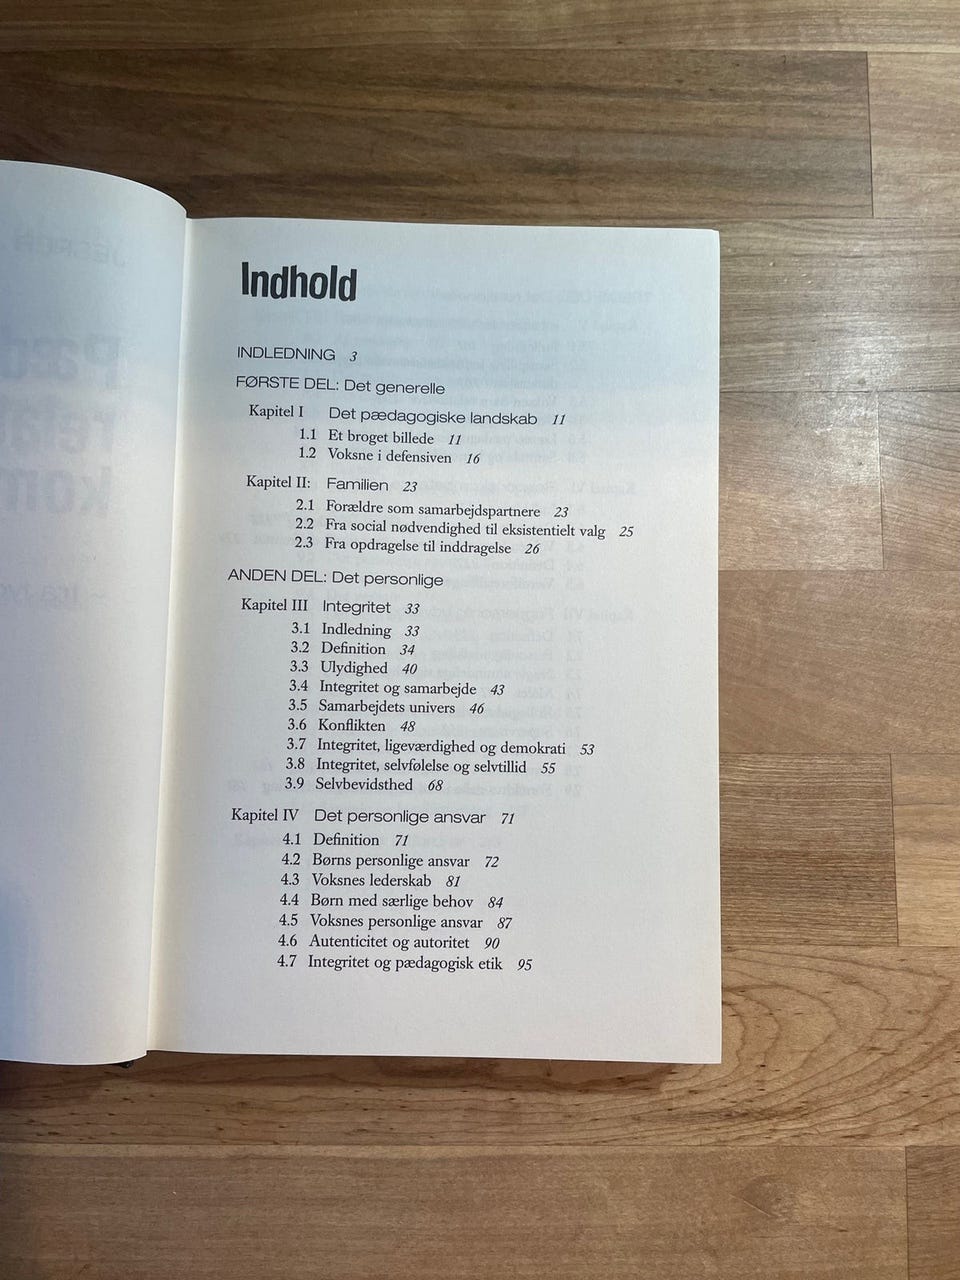 Indhold
INDLEDNING 3
FØRSTE DEL: Det generelle
Kapitel I Det pædagogiske landskab 11
1.1 Et broget billede 11
1.2 Voksne i defensiven 16
Kapitel II: Familien 23
2.1 Forældre som samarbejdspartnere 23
2.2 Fra social nødvendighed til eksistentielt valg 25
2.3 Fra opdragelse til inddragelse 26
ANDEN DEL: Det personlige
Kapitel III Integritet 33
3.1 Indledning 33
3.2 Definition 34
3.3 Ulydighed 40
3.4 Integritet og samarbejde 43
3.5 Samarbejdets univers 46
3.6 Konflikten 48
3.7 Integritet, ligeværdighed og demokrati 53
3.8 Integritet, selvfølelse og selvtillid 55
3.9 Selvbevidsthed 68
Kapitel IV Det personlige ansvar 71
4.1 Definition 71
4.2 Børns personlige ansvar 72
4.3 Voksnes lederskab 81
4.4 Børn med særlige behov 84
4.5 Voksnes personlige ansvar 87
4.6 Autenticitet og autoritet 90
4.7 Integritet og pædagogisk etik 95